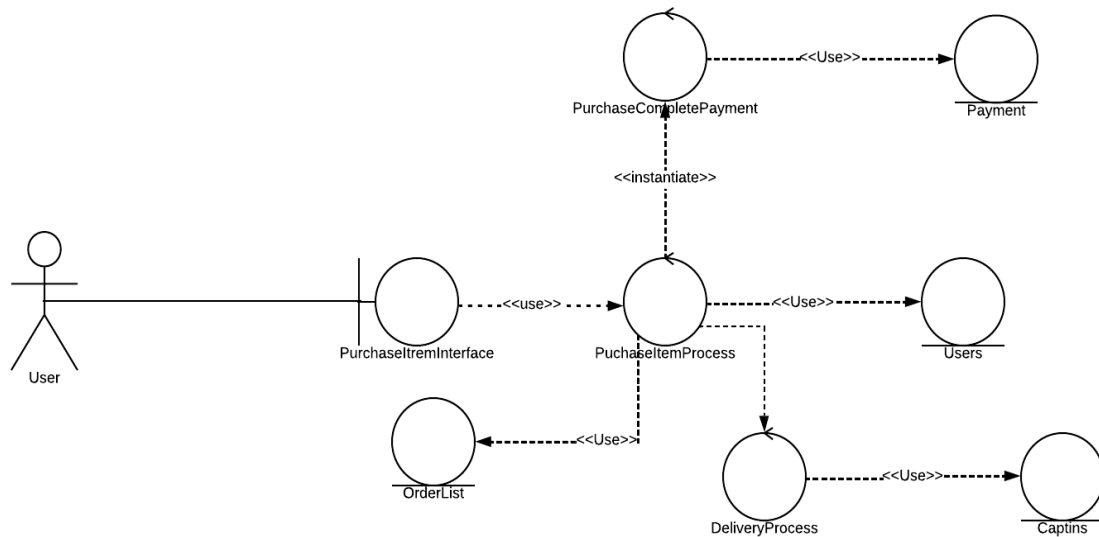 <<Use>>
PurchaseCompletePayment
Payment
<<instantiate>>
<<use>>
<<Use>>
PurchaseItremInterface
PuchaseItemProcess
Users
User
<<Use>>
OrderList
<<Use>>
DeliveryProcess
Captins